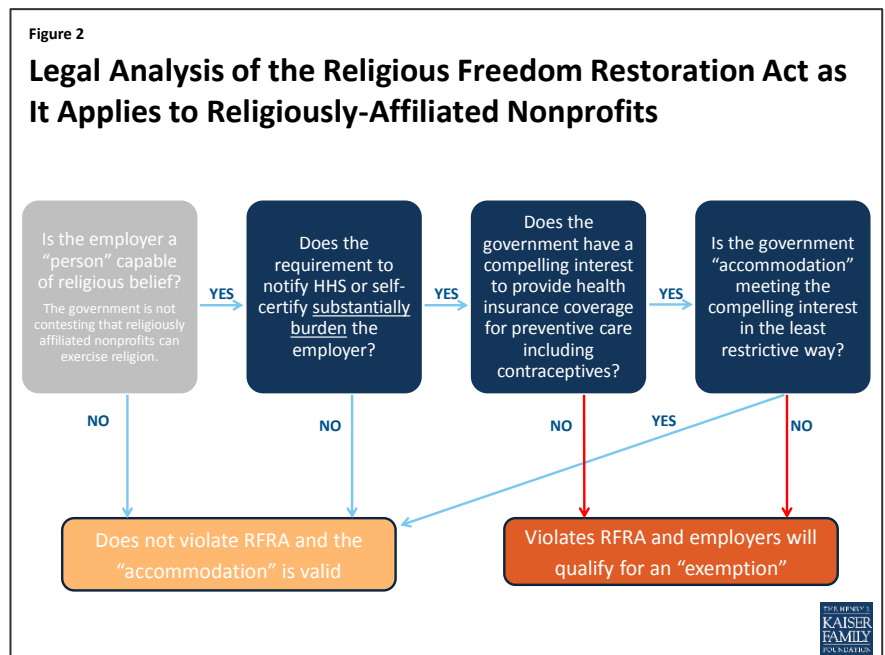 Figure 2
Legal Analysis of the Religious Freedom Restoration Act as
It Applies to Religiously-Affiliated Nonprofits
Is the employer a
“person” capable
of religious belief?
The government is not
contesting that religiously
affiliated nonprofits can
exercise religion.
YES
Does the
requirement to
notify HHS or self-
certify substantially
burden the
employer?
YES
Does the
government have a
compelling interest
to provide health
insurance coverage
for preventive care
including
contraceptives?
YES
Is the government
“accommodation”
meeting the
compelling interest
in the least
restrictive way?
NO
NO
NO
YES
NO
Does not violate RFRA and the
“accommodation” is valid
Violates RFRA and employers will
qualify for an “exemption”
THE HENRY J.
KAISER
FAMILY
FOUNDATION